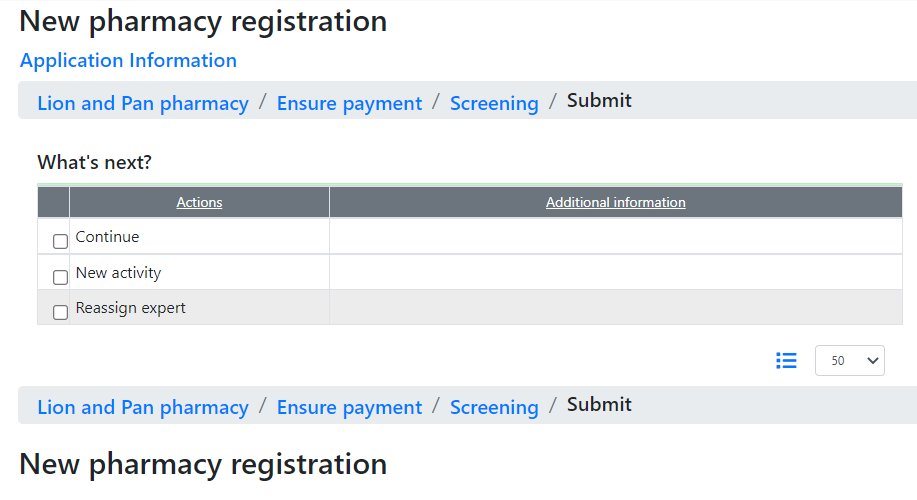 New pharmacy registration
Application Information
Lion and Pan pharmacy / Ensure payment / Screening / Submit
What's next?
Actions Additional information
Continue
New activity
Reassign expert
50
Lion and Pan pharmacy / Ensure payment / Screening / Submit
New pharmacy registration